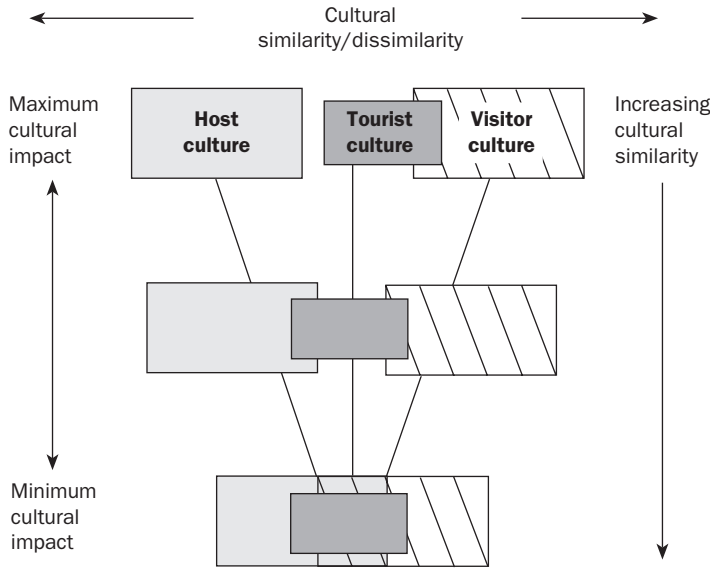 Cultural
similarity/dissimilarity
Maximum
cultural
impact
Host
culture
Tourist
culture
Visitor
culture
Increasing
cultural
similarity
Minimum
cultural
impact